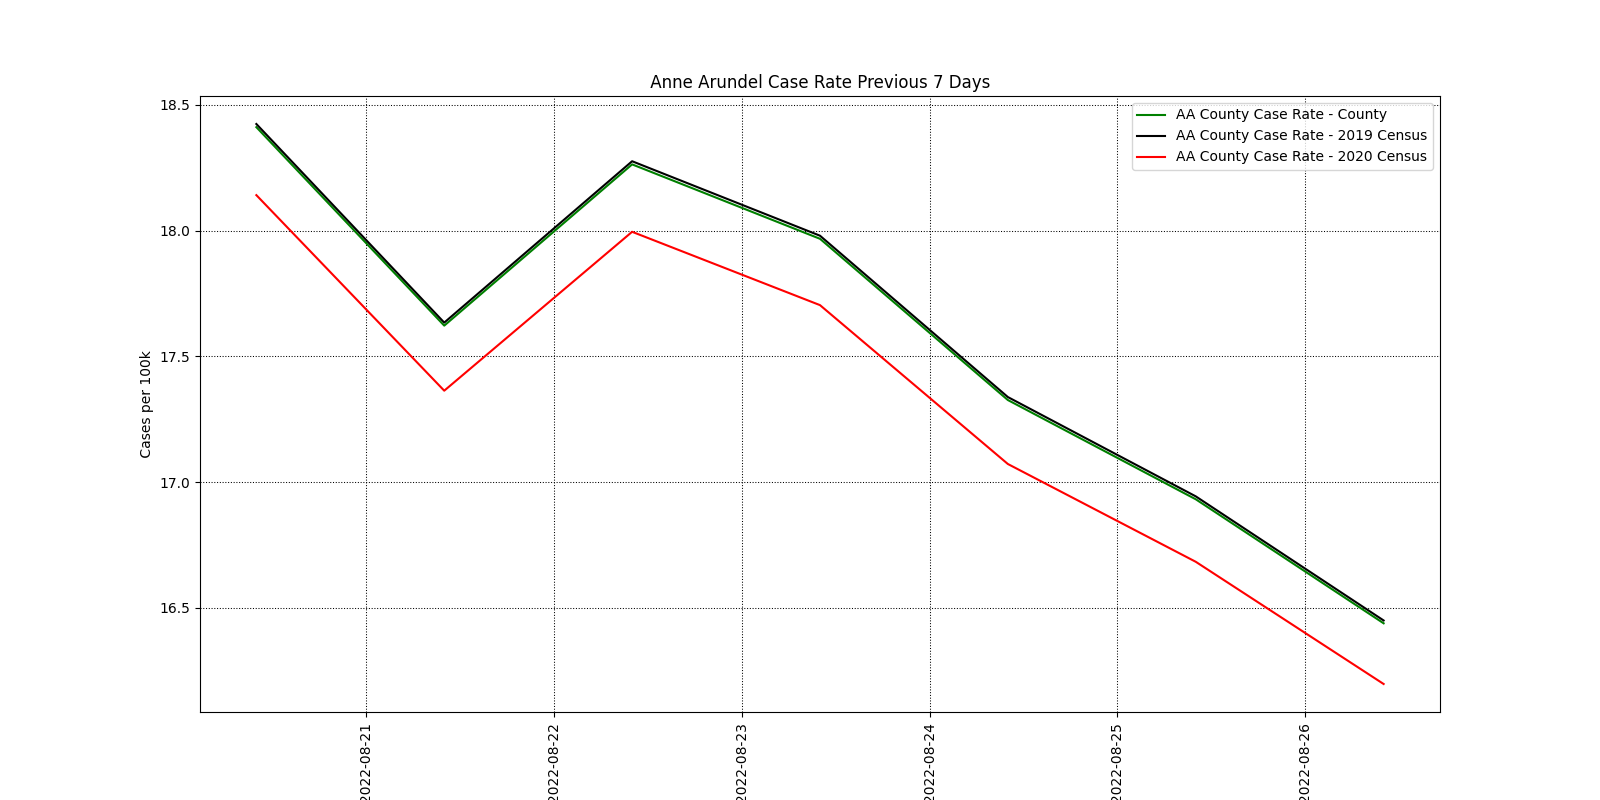 Anne Arundel Case Rate Previous 7 Days
AA County Case Rate - County
AA County Case Rate - 2019 Census
AA County Case Rate - 2020 Census
Cases per 100k
18.5
18.0
17.5
17.0
16.5
2022-08-21
2022-08-22
2022-08-23
2022-08-24
2022-08-25
2022-08-26